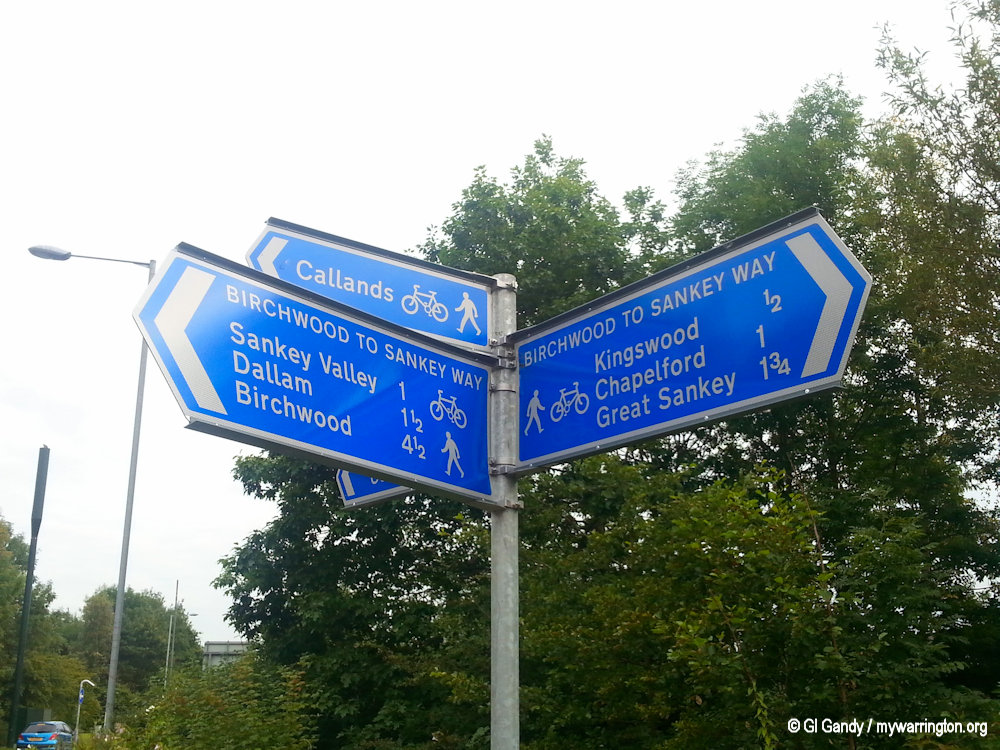 Callands
BIRCHWOOD TO SANKEY WAY
Sankey Valley 1
Dallam 1½
Birchwood 4½
BIRCHWOOD TO SANKEY WAY
Kingswood ½
Chapelford 1
Great Sankey 1¾
© GI Gandy / mywarrington.org